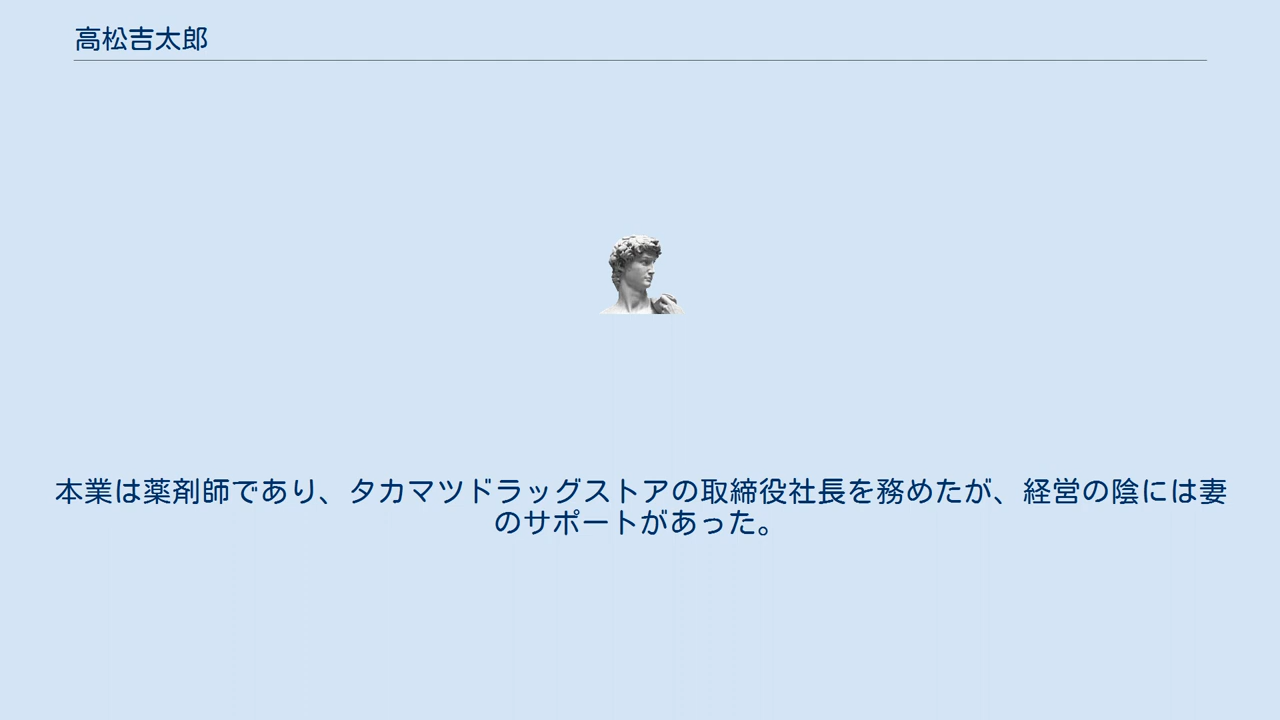 高松吉太郎
本業は薬剤師であり、タカマツドラッグストアの取締役社長を務めたが、経営の陰には妻
のサポートがあった。